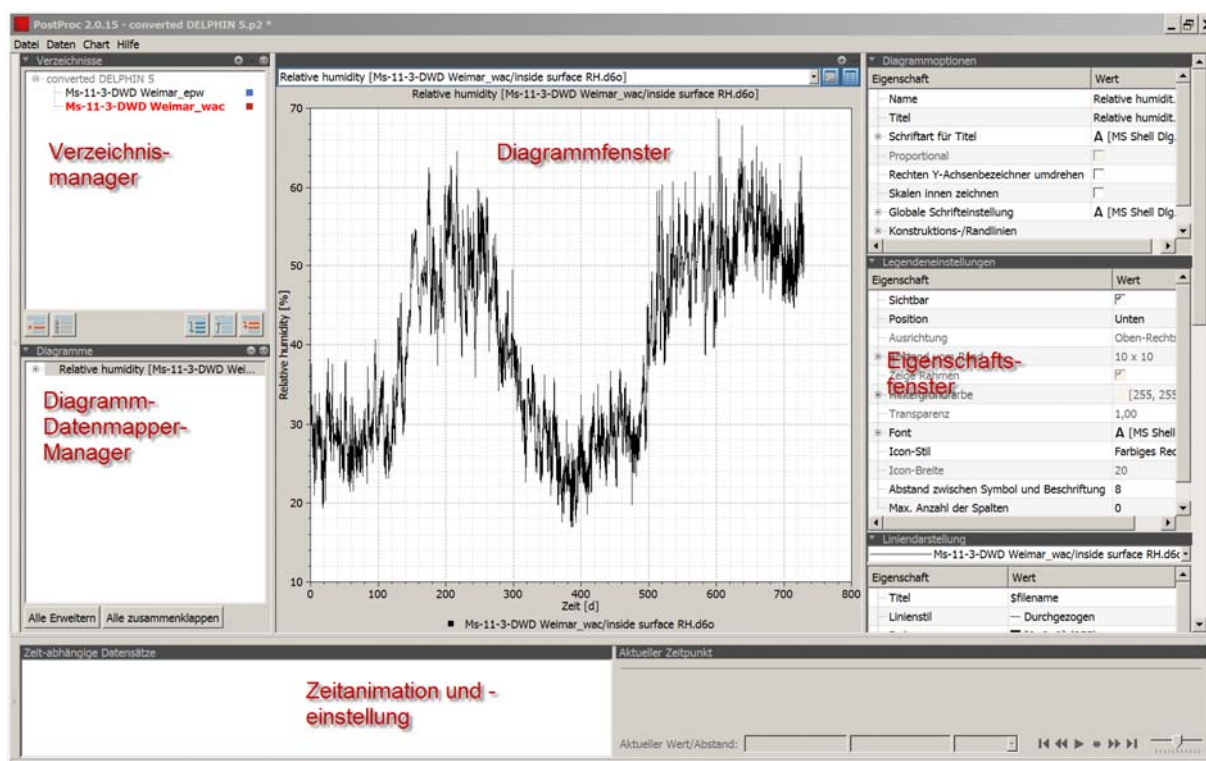 PostProc 2.0.15 - converted DELPHIN 5.p2 *
Datei Daten Chart Hilfe
Verzeichnisse
converted DELPHIN 5
Ms-11-3-DWD Weimar_epw
Ms-11-3-DWD Weimar_wac
Verzeichnis-
manager
Diagramme
Relative humidity [Ms-11-3-DWD Wei...
Diagramm-
Datenmapper-
Manager
Alle Erweitern Alle zusammenklappen
Relative humidity [Ms-11-3-DWD Weimar_wac/inside surface RH.d6o]
Relative humidity [Ms-11-3-DWD Weimar_wac/inside surface RH.d6o]
Diagrammfenster
Relative humidity [%]
70
60
50
40
30
20
10
0 100 200 300 400 500 600 700 800
Zeit [d]
Ms-11-3-DWD Weimar_wac/inside surface RH.d6o
Diagrammoptionen
Eigenschaft Wert
Name Relative humidit.
Titel Relative humidit.
Schriftart für Titel A [MS Shell Dlg.
Proportional
Rechten Y-Achsenbezeichner umdrehen
Skalen innen zeichnen
Globale Schrifteinstellung A [MS Shell Dlg.
Konstruktions-/Randlinien
Legendeneinstellungen
Eigenschaft Wert
Sichtbar
Position Unten
Ausrichtung Oben-Rechts
10 x 10
Zeige Rahmen
Hintergrundfarbe [255, 255
Transparenz 1,00
Font A [MS Shell
Icon-Stil Farbiges Rec
Icon-Breite 20
Abstand zwischen Symbol und Beschriftung 8
Max. Anzahl der Spalten 0
Eigenschafts-
fenster
Liniendarstellung
Ms-11-3-DWD Weimar_wac/inside surface RH.d6o
Eigenschaft Wert
Titel $filename
Linienstil Durchgezogen
Zeit-abhängige Datensätze
Zeitanimation und -
einstellung
Aktueller Zeitpunkt
Aktueller Wert/Abstand: